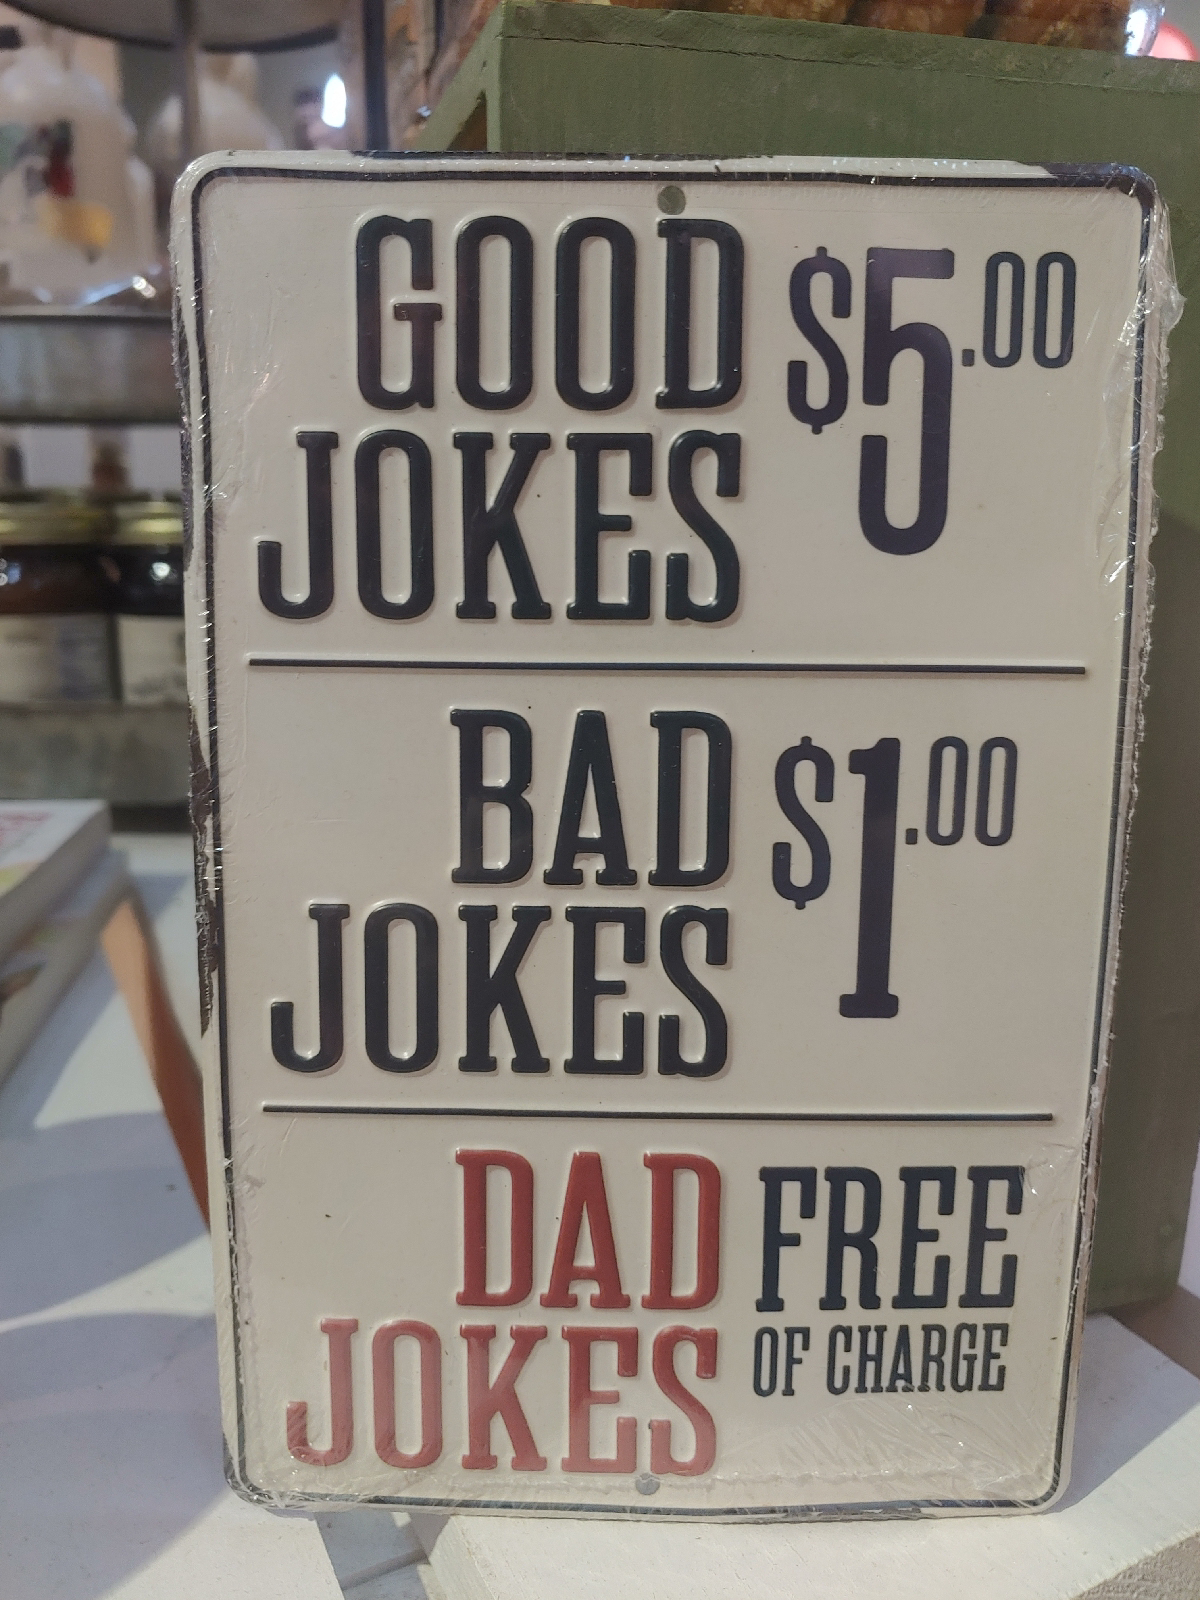 GOOD
JOKES
$5.00
BAD
JOKES
$1.00
DAD
JOKES
FREE
OF CHARGE